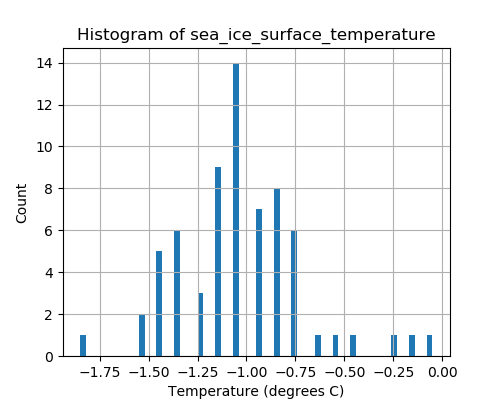 Histogram of sea_ice_surface_temperature
14
12
10
8
6
4
2
0
Count
−1.75 −1.50 −1.25 −1.00 −0.75 −0.50 −0.25 0.00
Temperature (degrees C)